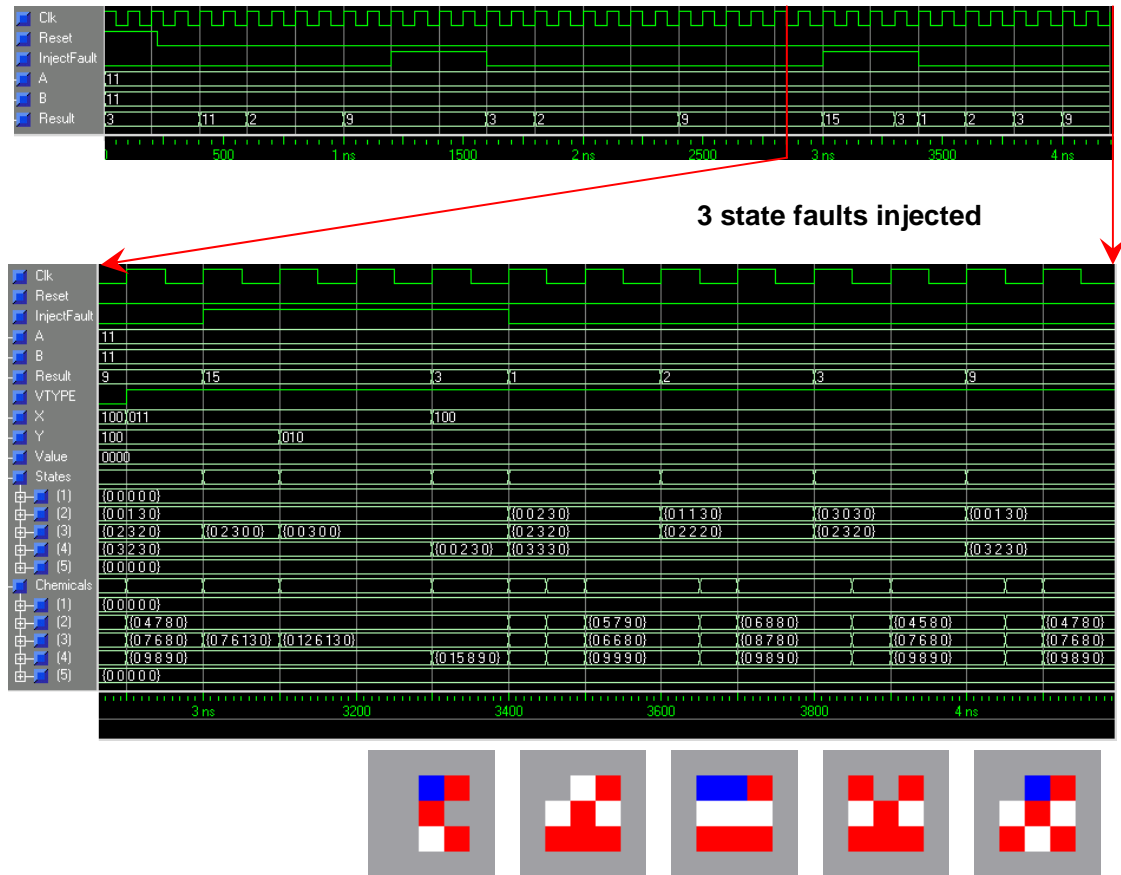 Clk
Reset
InjectFault
A 11
B 11
Result 3 11 2 9 3 2 9 15 3 1 2 3 9
500 1 ns 1500 2 ns 2500 3 ns 3500 4 ns
3 state faults injected
Clk
Reset
InjectFault
A 11
B 11
Result 9 15 3 1 2 3 9
VTYPE
X 100 011 100
Y 100 010
Value 0000
States
(1) {0 0 0 0 0}
(2) {0 0 1 3 0} {0 0 2 3 0} {0 1 1 3 0} {0 3 0 3 0} {0 0 1 3 0}
(3) {0 2 3 2 0} {0 2 3 0 0} {0 0 3 0 0} {0 2 3 2 0} {0 2 2 2 0} {0 2 3 2 0}
(4) {0 3 2 3 0} {0 0 2 3 0} {0 3 3 3 0} {0 3 2 3 0}
(5) {0 0 0 0 0}
Chemicals
(1) {0 0 0 0 0}
(2) {0 4 7 8 0} {0 5 7 9 0} {0 6 8 8 0} {0 4 5 8 0} {0 4 7 8 0}
(3) {0 7 6 8 0} {0 7 6 13 0} {0 12 6 13 0} {0 6 6 8 0} {0 8 7 8 0} {0 7 6 8 0} {0 7 6 8 0}
(4) {0 9 8 9 0} {0 15 8 9 0} {0 9 9 9 0} {0 9 8 9 0} {0 9 8 9 0} {0 9 8 9 0}
(5) {0 0 0 0 0}
3 ns 3200 3400 3600 3800 4 ns